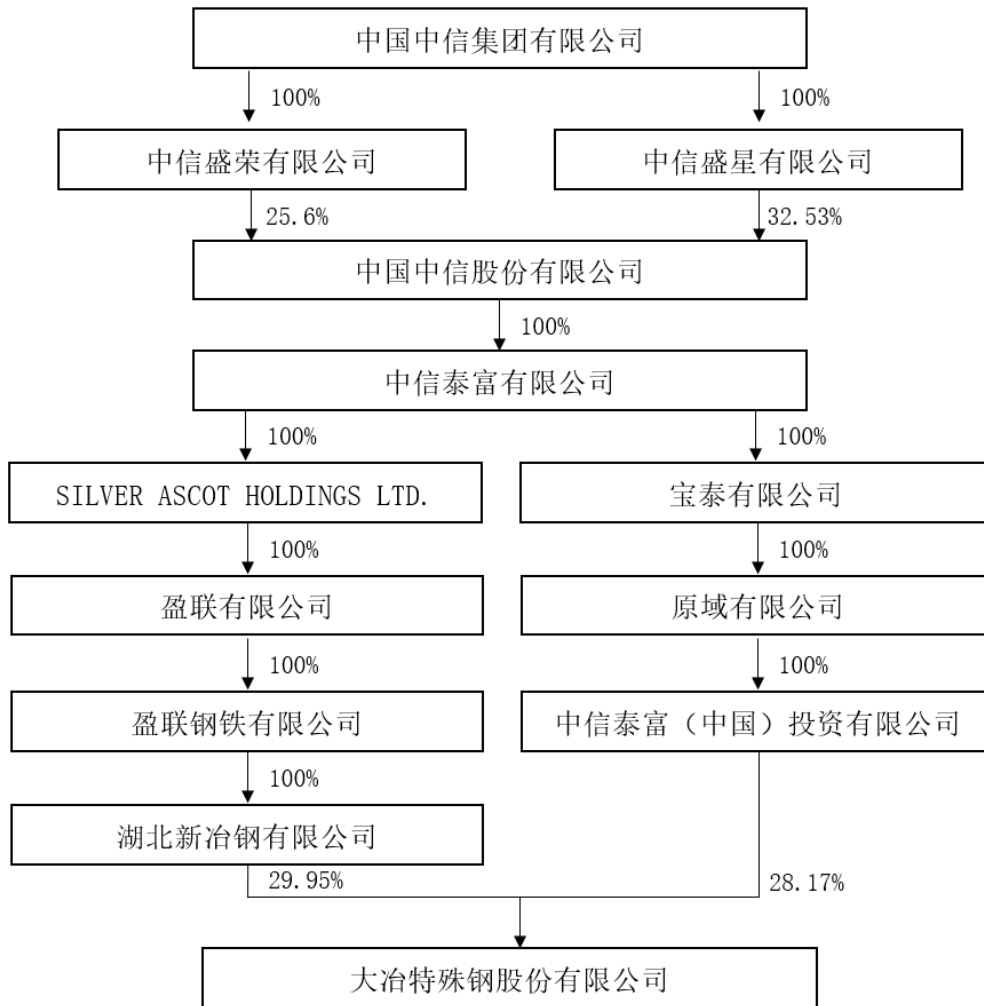 中国中信集团有限公司
100%
100%
中信盛荣有限公司
中信盛星有限公司
25.6%
32.53%
中国中信股份有限公司
100%
中信泰富有限公司
100%
100%
SILVER ASCOT HOLDINGS LTD.
宝泰有限公司
100%
100%
盈联有限公司
原域有限公司
100%
100%
盈联钢铁有限公司
中信泰富（中国）投资有限公司
100%
湖北新冶钢有限公司
29.95%
28.17%
大冶特殊钢股份有限公司